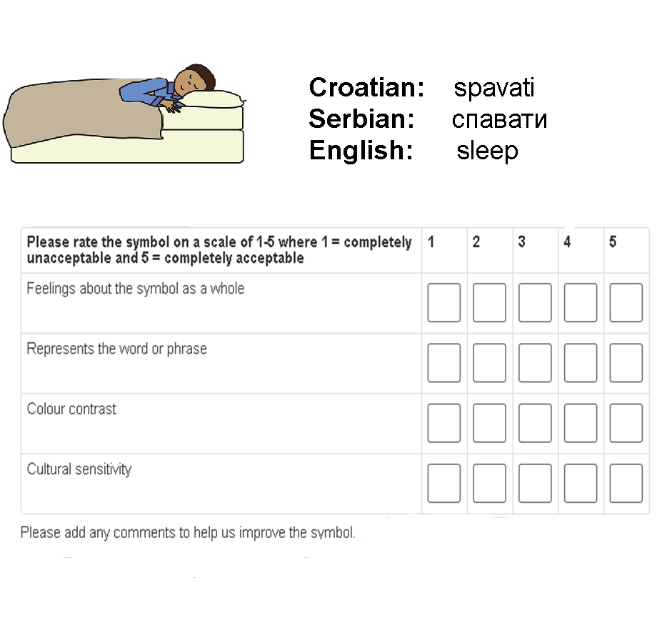 Croatian: spavati
Serbian: спавати
English: sleep
Please rate the symbol on a scale of 1-5 where 1 = completely 1 2 3 4 5
unacceptable and 5 = completely acceptable
Feelings about the symbol as a whole
Represents the word or phrase
Colour contrast
Cultural sensitivity
Please add any comments to help us improve the symbol.